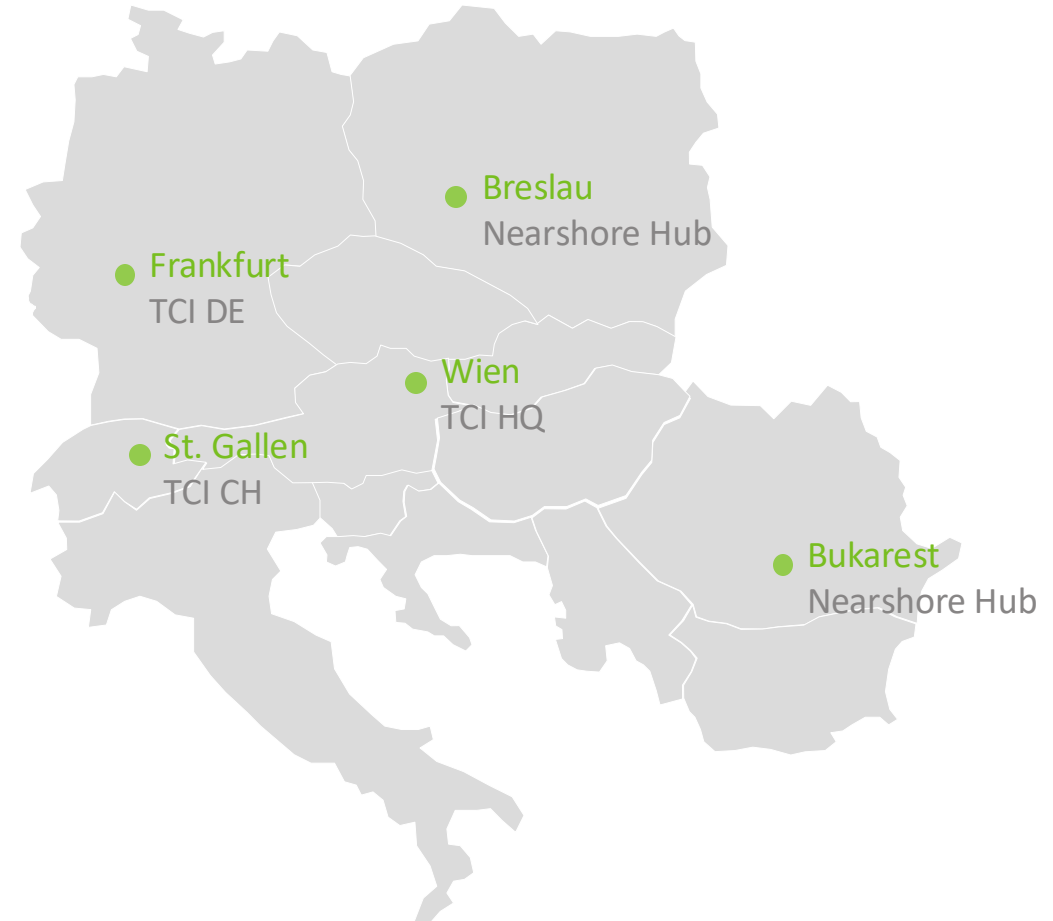 Breslau
Nearshore Hub
Frankfurt
TCI DE
Wien
TCI HQ
St. Gallen
TCI CH
Bukarest
Nearshore Hub